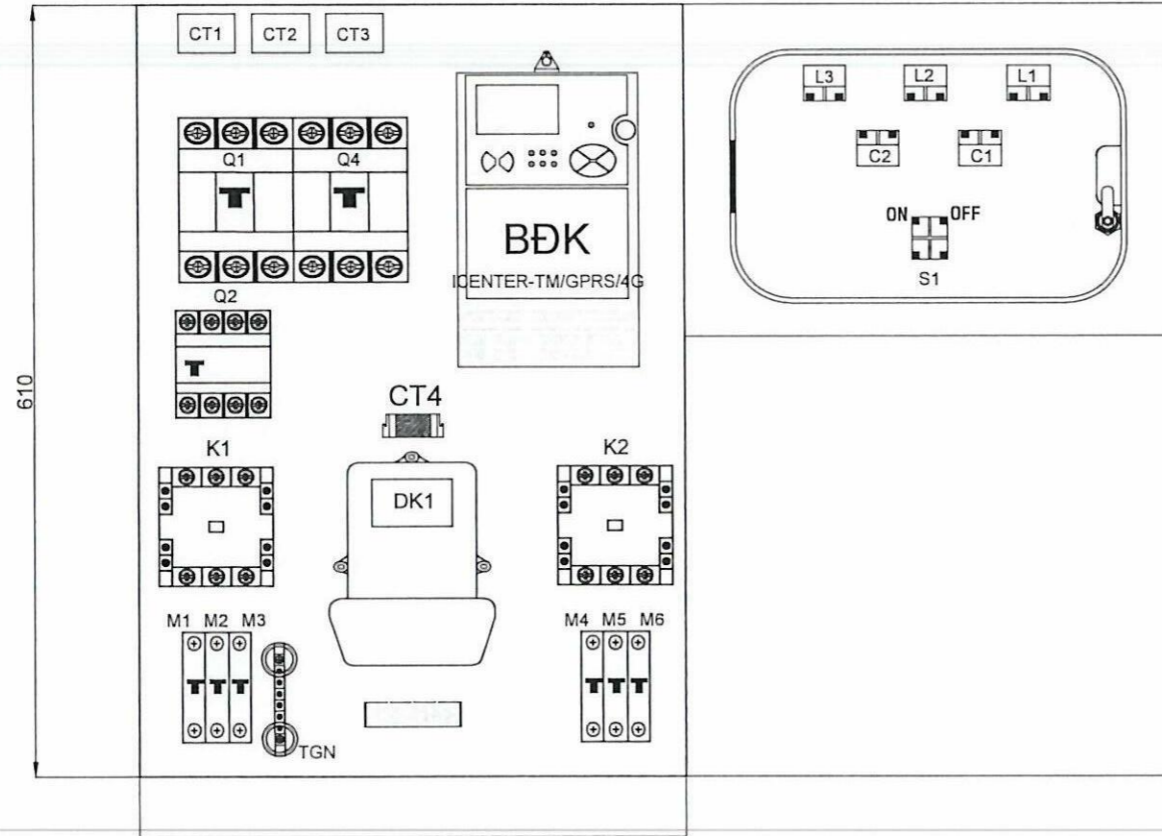 CT1 CT2 CT3
L3 L2 L1
Q1 Q4
C2 C1
BĐK
ICENTER-TM/GPRS/4G
ON OFF
S1
Q2
610
CT4
K1 K2
DK1
M1 M2 M3
M4 M5 M6
TGN